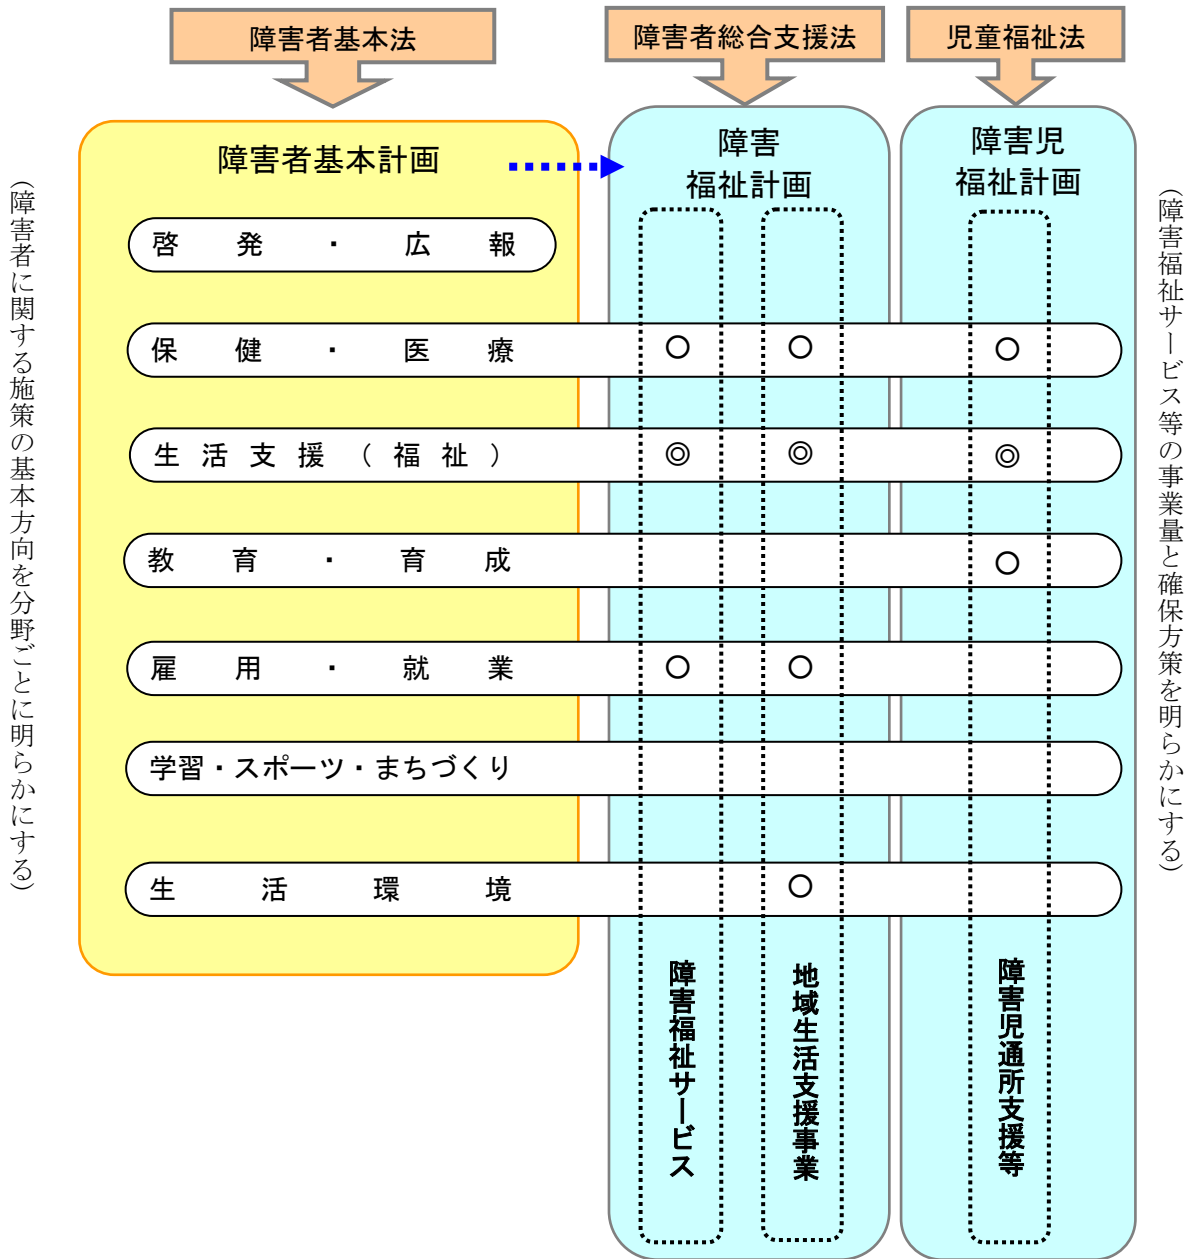 障害者基本法
障害者総合支援法
児童福祉法
障害者基本計画
障害
福祉計画
障害児
福祉計画
(障害者に関する施策の基本方向を分野ごとに明らかにする)
(障害福祉サービス等の事業量と確保方策を明らかにする)
啓発・広報
保健・医療 ○ ○ ○
生活支援(福祉) ◎ ◎ ◎
教育・育成 ○
雇用・就業 ○ ○
学習・スポーツ・まちづくり
生活環境 ○
障害福祉サービス
地域生活支援事業
障害児通所支援等